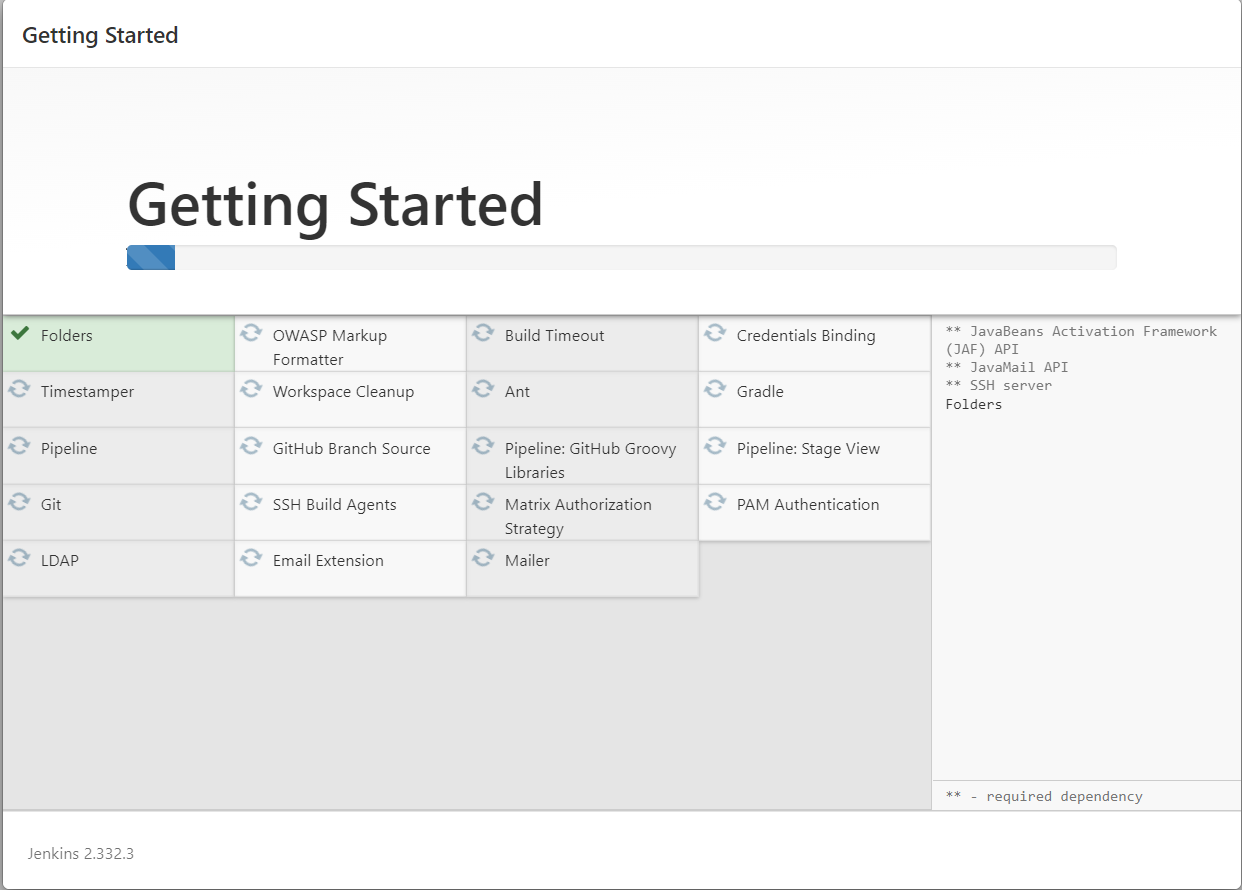 Getting Started
Getting Started
Folders
OWASP Markup
Formatter
Build Timeout
Credentials Binding
Timestamper
Workspace Cleanup
Ant
Gradle
Pipeline
GitHub Branch Source
Pipeline: GitHub Groovy
Libraries
Pipeline: Stage View
Git
SSH Build Agents
Matrix Authorization
Strategy
PAM Authentication
LDAP
Email Extension
Mailer
** JavaBeans Activation Framework
(JAF) API
** JavaMail API
** SSH server
Folders
** - required dependency
Jenkins 2.332.3